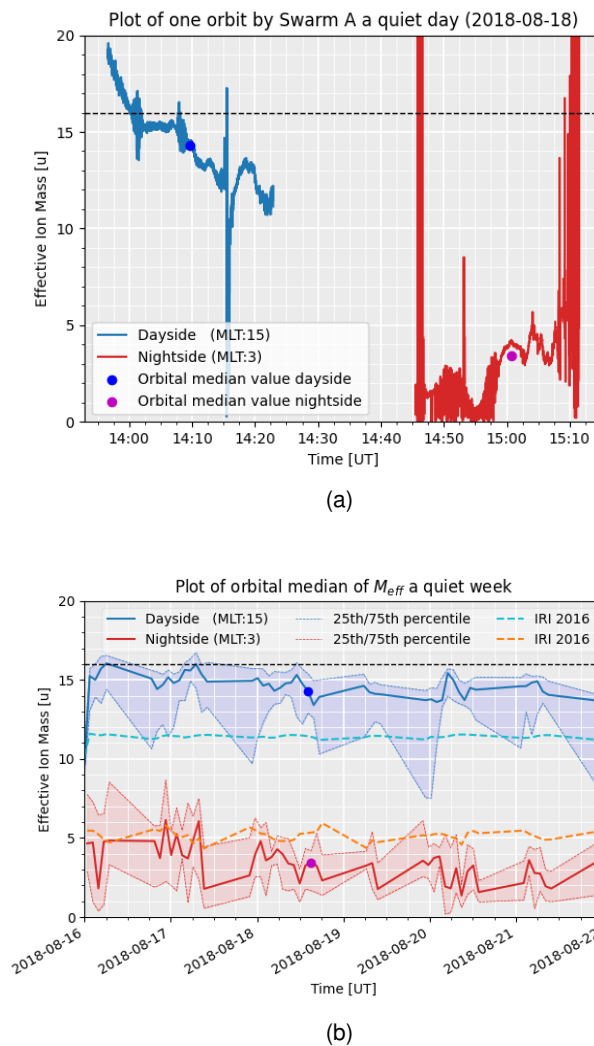 Plot of one orbit by Swarm A a quiet day (2018-08-18)
20
15
10
5
0
Effective Ion Mass [u]
Dayside (MLT:15)
Nightside (MLT:3)
Orbital median value dayside
Orbital median value nightside
14:00 14:10 14:20 14:30 14:40 14:50 15:00 15:10
Time [UT]
(a)
Plot of orbital median of M_eff a quiet week
20
15
11
5
0
Effective Ion Mass [u]
Dayside (MLT:15) 25th/75th percentile IRI 2016
Nightside (MLT:3) 25th/75th percentile IRI 2016
2018-08-16 2018-08-17 2018-08-18 2018-08-19 2018-08-20 2018-08-21 2018-08-22
Time [UT]
(b)